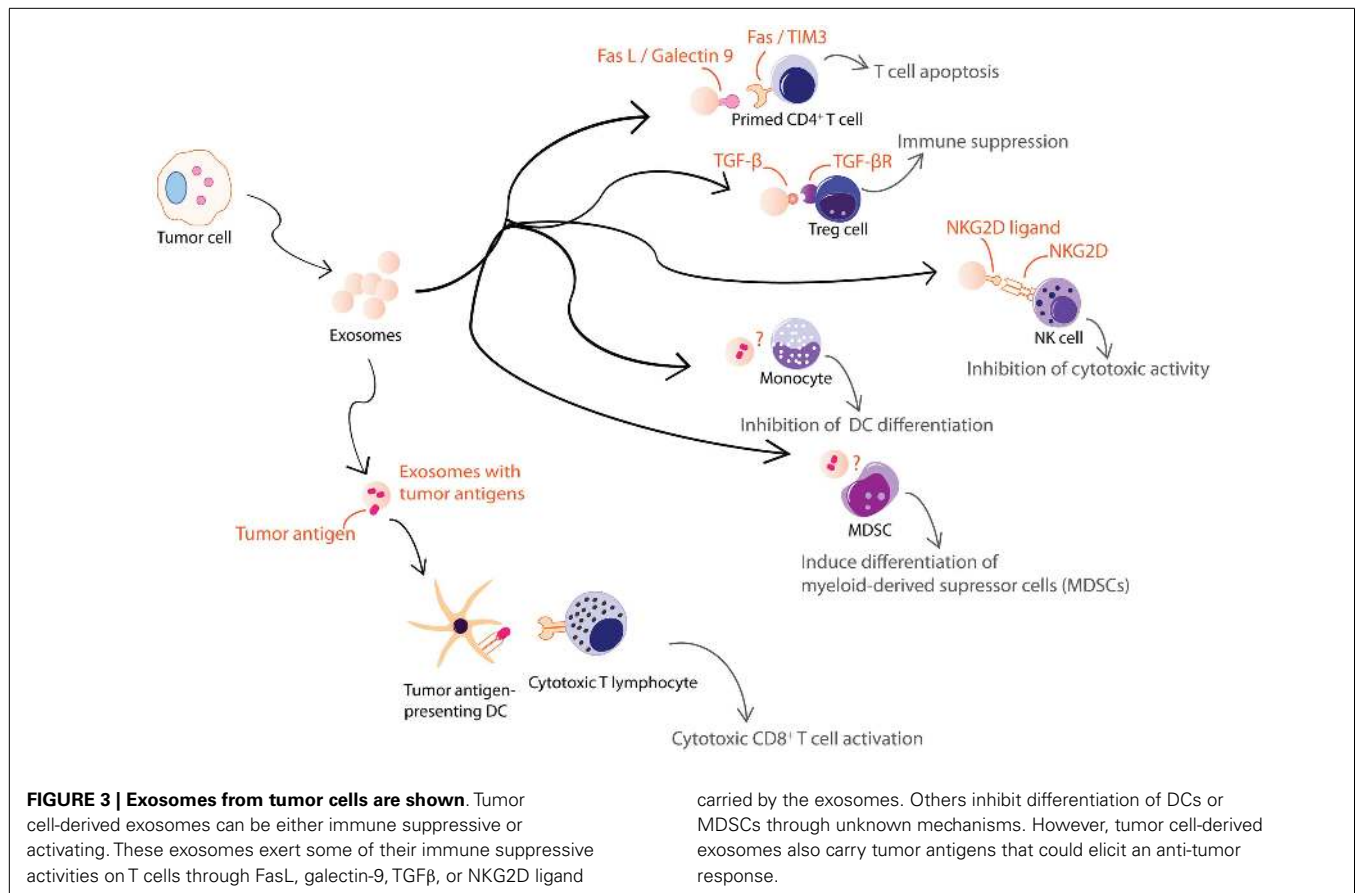 Fas / TIM3
Fas L / Galectin 9
T cell apoptosis
Primed CD4⁺ T cell
Immune suppression
TGF-β
TGF-βR
Treg cell
Tumor cell
NKG2D ligand
NKG2D
Exosomes
NK cell
?
Monocyte
Inhibition of cytotoxic activity
Inhibition of DC differentiation
?
MDSC
Exosomes with
tumor antigens
Tumor antigen
Induce differentiation of
myeloid-derived supressor cells (MDSCs)
Tumor antigen-
presenting DC
Cytotoxic T lymphocyte
Cytotoxic CD8⁺ T cell activation
FIGURE 3 | Exosomes from tumor cells are shown. Tumor
cell-derived exosomes can be either immune suppressive or
activating. These exosomes exert some of their immune suppressive
activities on T cells through FasL, galectin-9, TGFβ, or NKG2D ligand
carried by the exosomes. Others inhibit differentiation of DCs or
MDSCs through unknown mechanisms. However, tumor cell-derived
exosomes also carry tumor antigens that could elicit an anti-tumor
response.